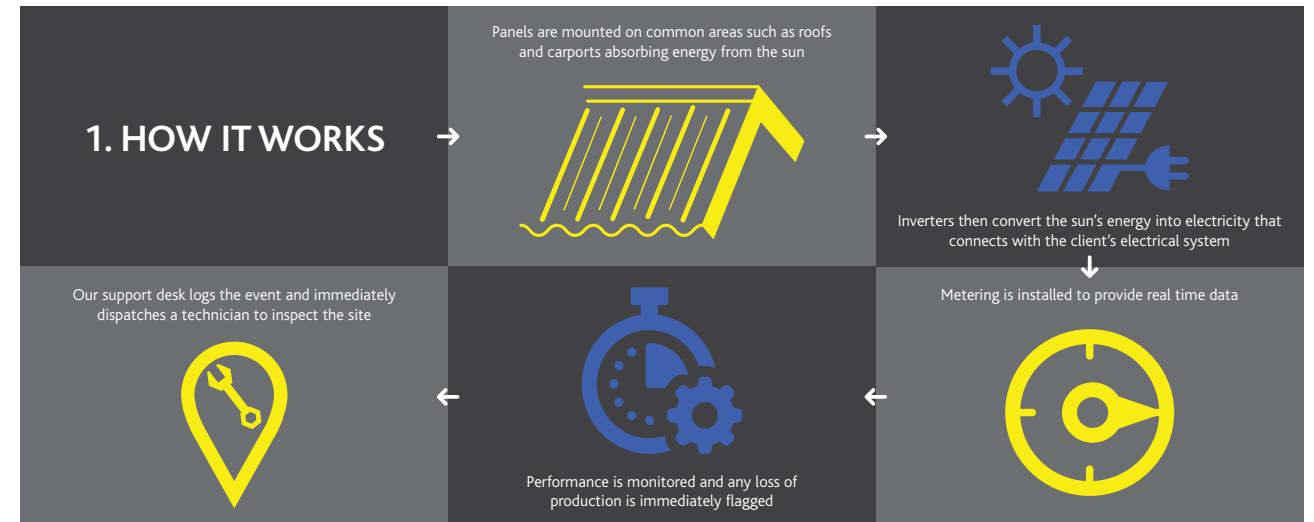 1. HOW IT WORKS
Panels are mounted on common areas such as roofs
and carports absorbing energy from the sun
Inverters then convert the sun's energy into electricity that
connects with the client's electrical system
Metering is installed to provide real time data
Performance is monitored and any loss of
production is immediately flagged
Our support desk logs the event and immediately
dispatches a technician to inspect the site